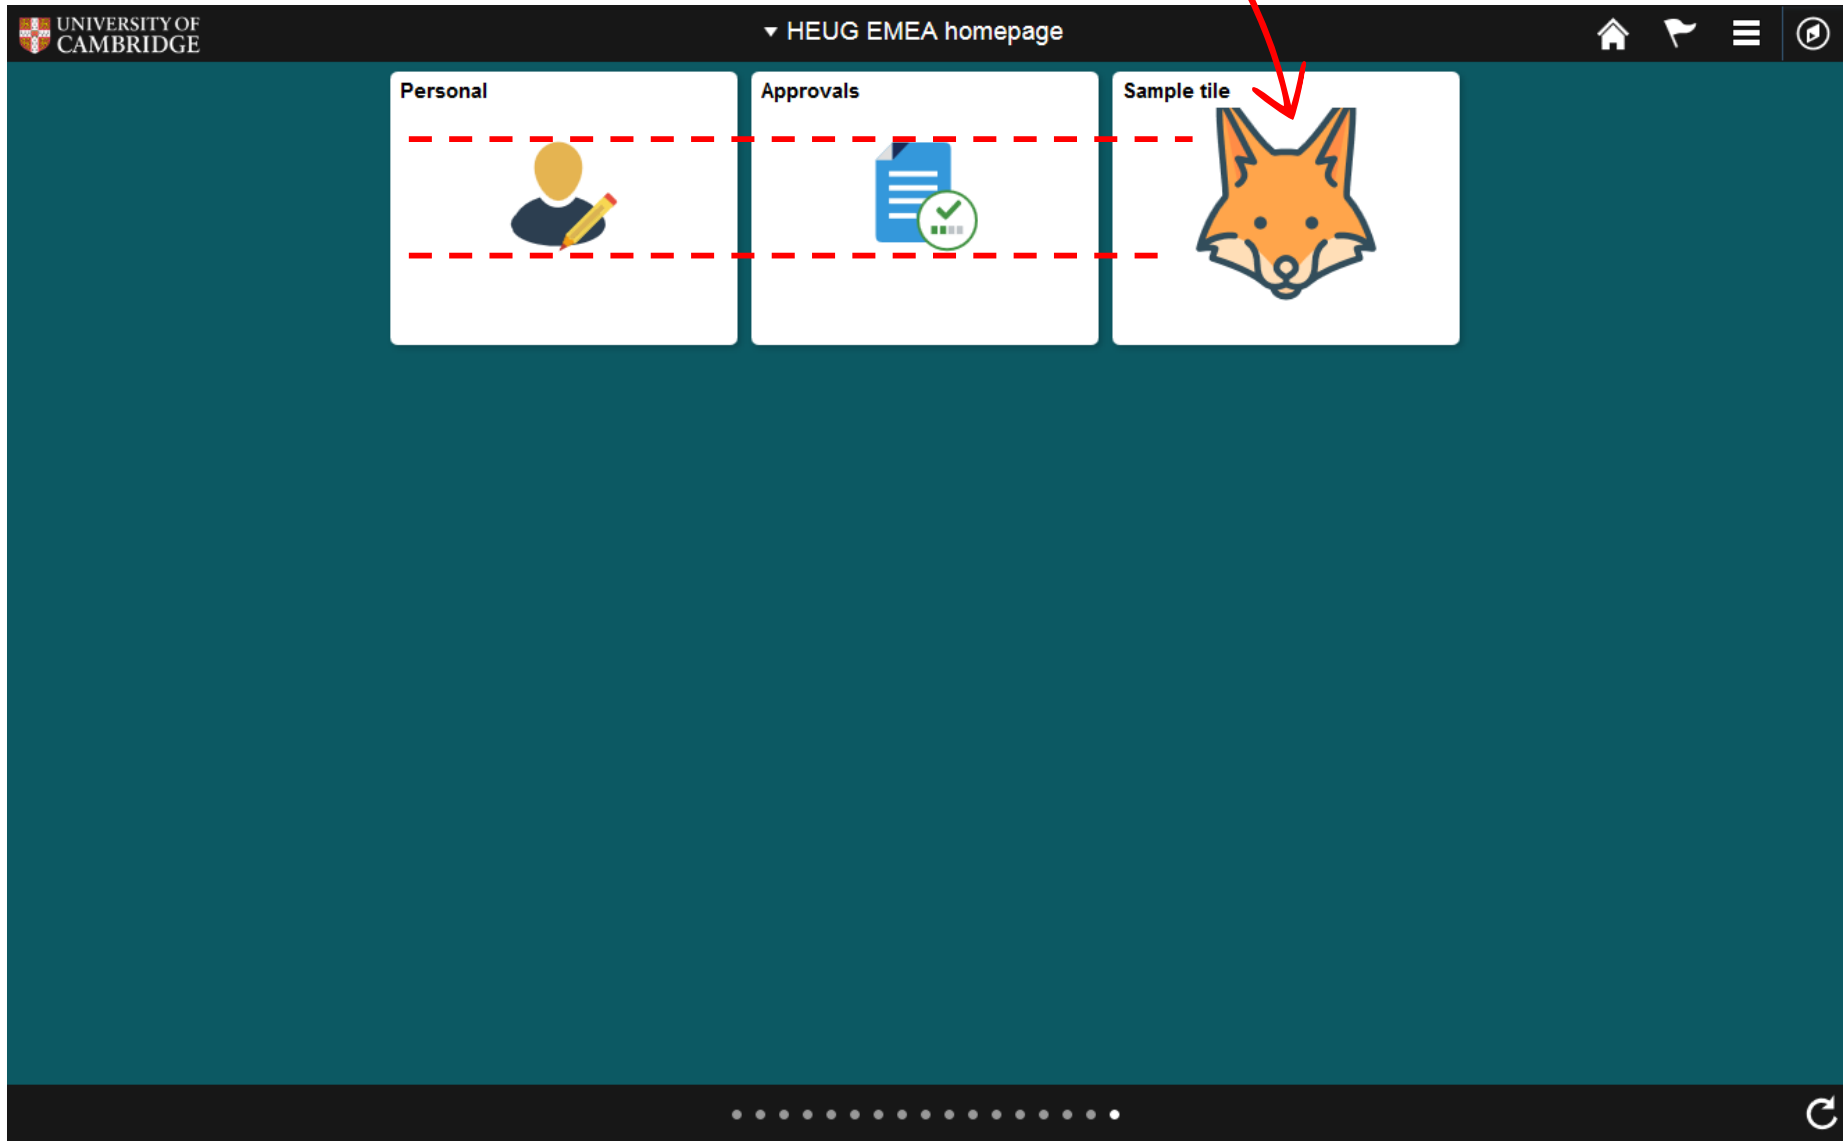 UNIVERSITY OF
CAMBRIDGE
HEUG EMEA homepage
Personal
Approvals
Sample tile